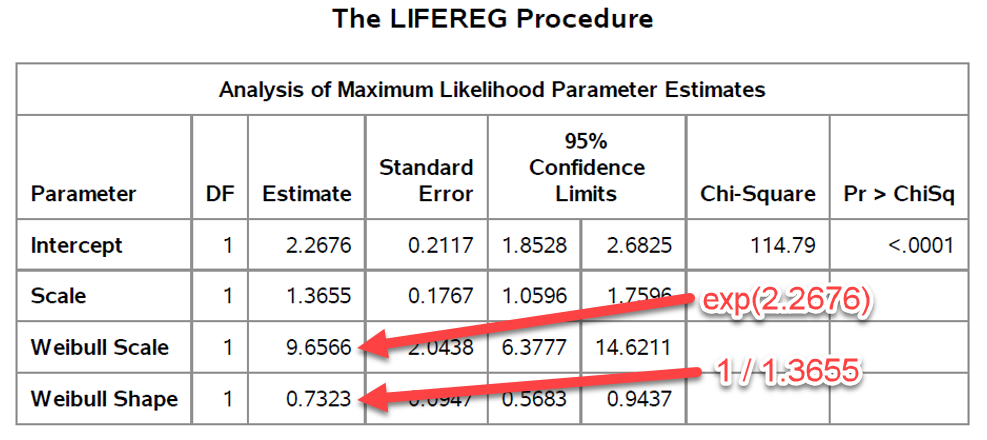 The LIFEREG Procedure
Analysis of Maximum Likelihood Parameter Estimates
Parameter DF Estimate Standard Error 95% Confidence Limits Chi-Square Pr > ChiSq
Intercept 1 2.2676 0.2117 1.8528 2.6825 114.79 <.0001
Scale 1 1.3655 0.1767 1.0596 1.7596 exp(2.2676)
Weibull Scale 1 9.6566 2.0438 6.3777 14.6211
1 / 1.3655
Weibull Shape 1 0.7323 0.0947 0.5683 0.9437